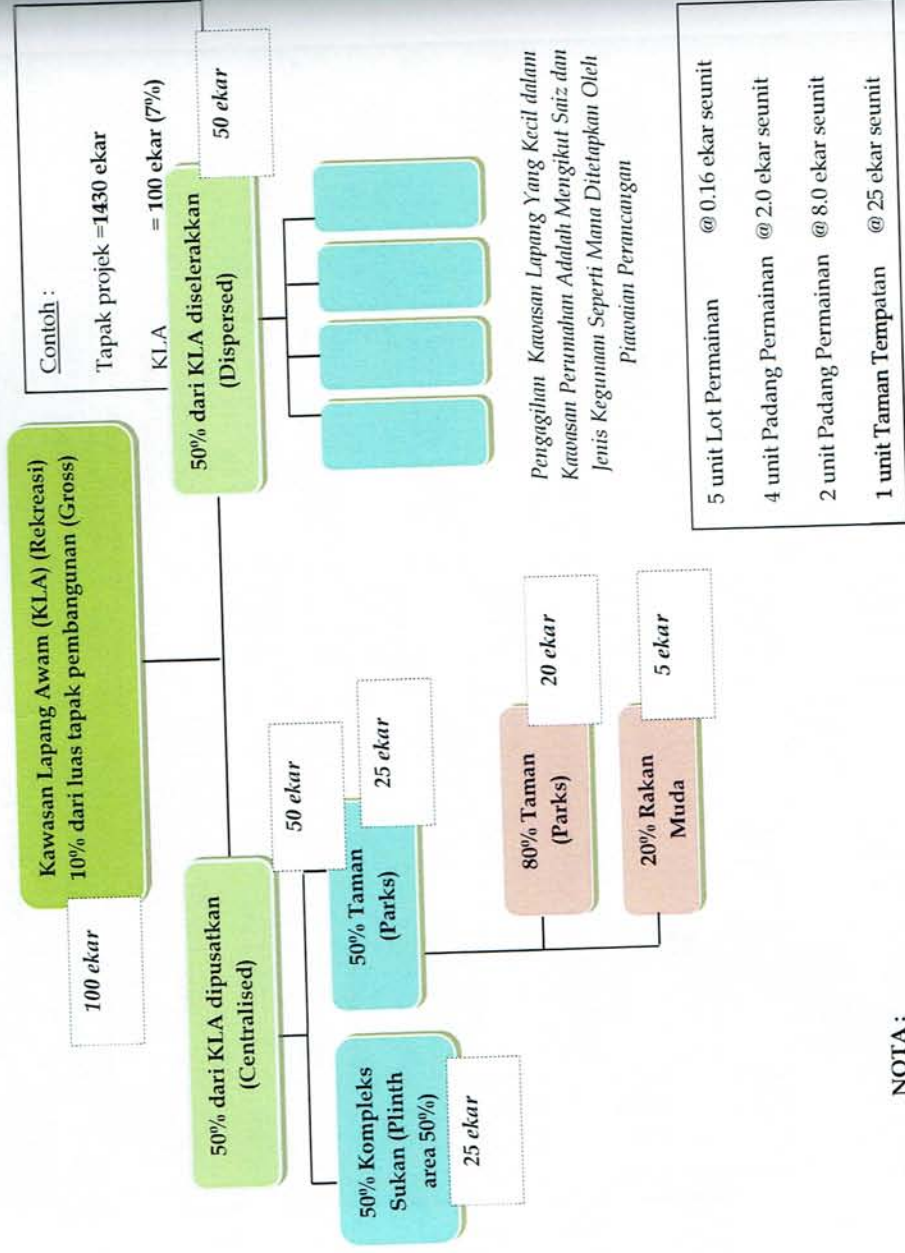 Contoh :
Tapak projek =1430 ekar
KLA = 100 ekar (7%)
Kawasan Lapang Awam (KLA) (Rekreasi)
10% dari luas tapak pembangunan (Gross)
100 ekar
50% dari KLA dipusatkan
(Centralised)
50 ekar
50% dari KLA diselerakkan
(Dispersed)
50 ekar
50% Kompleks
Sukan (Plinth
area 50%)
25 ekar
50% Taman
(Parks)
25 ekar
80% Taman
(Parks)
20 ekar
20% Rakan
Muda
5 ekar
Pengagihan Kawasan Lapang Yang Kecil dalam
Kawasan Perumahan Adalah Mengikut Saiz dan
Jenis Kegunaan Seperti Mana Ditetapkan Oleh
Piawaian Perancangan
5 unit Lot Permainan @ 0.16 ekar seunit
4 unit Padang Permainan @ 2.0 ekar seunit
2 unit Padang Permainan @ 8.0 ekar seunit
1 unit Taman Tempatan @ 25 ekar seunit
NOTA: